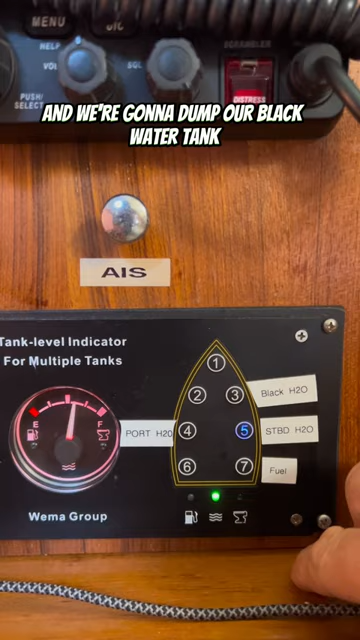 MENU
HELP
SCRAMBLER
VOL
SQL
PUSH/
SELECT
DISTRESS
AND WE'RE GONNA DUMP OUR BLACK
WATER TANK
AIS
Tank-level Indicator
For Multiple Tanks
1
2
3
Black H2O
E
F
PORT H2O
4
5
STBD H2O
6
7
Fuel
Wema Group